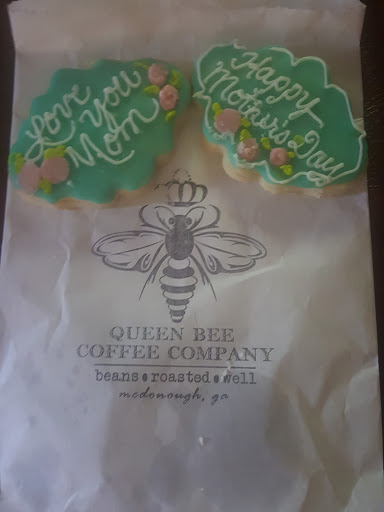 Love
You
Mom
Happy
Mother's
Day
QUEEN BEE
COFFEE COMPANY
beans•roasted•well
mcdonough, ga